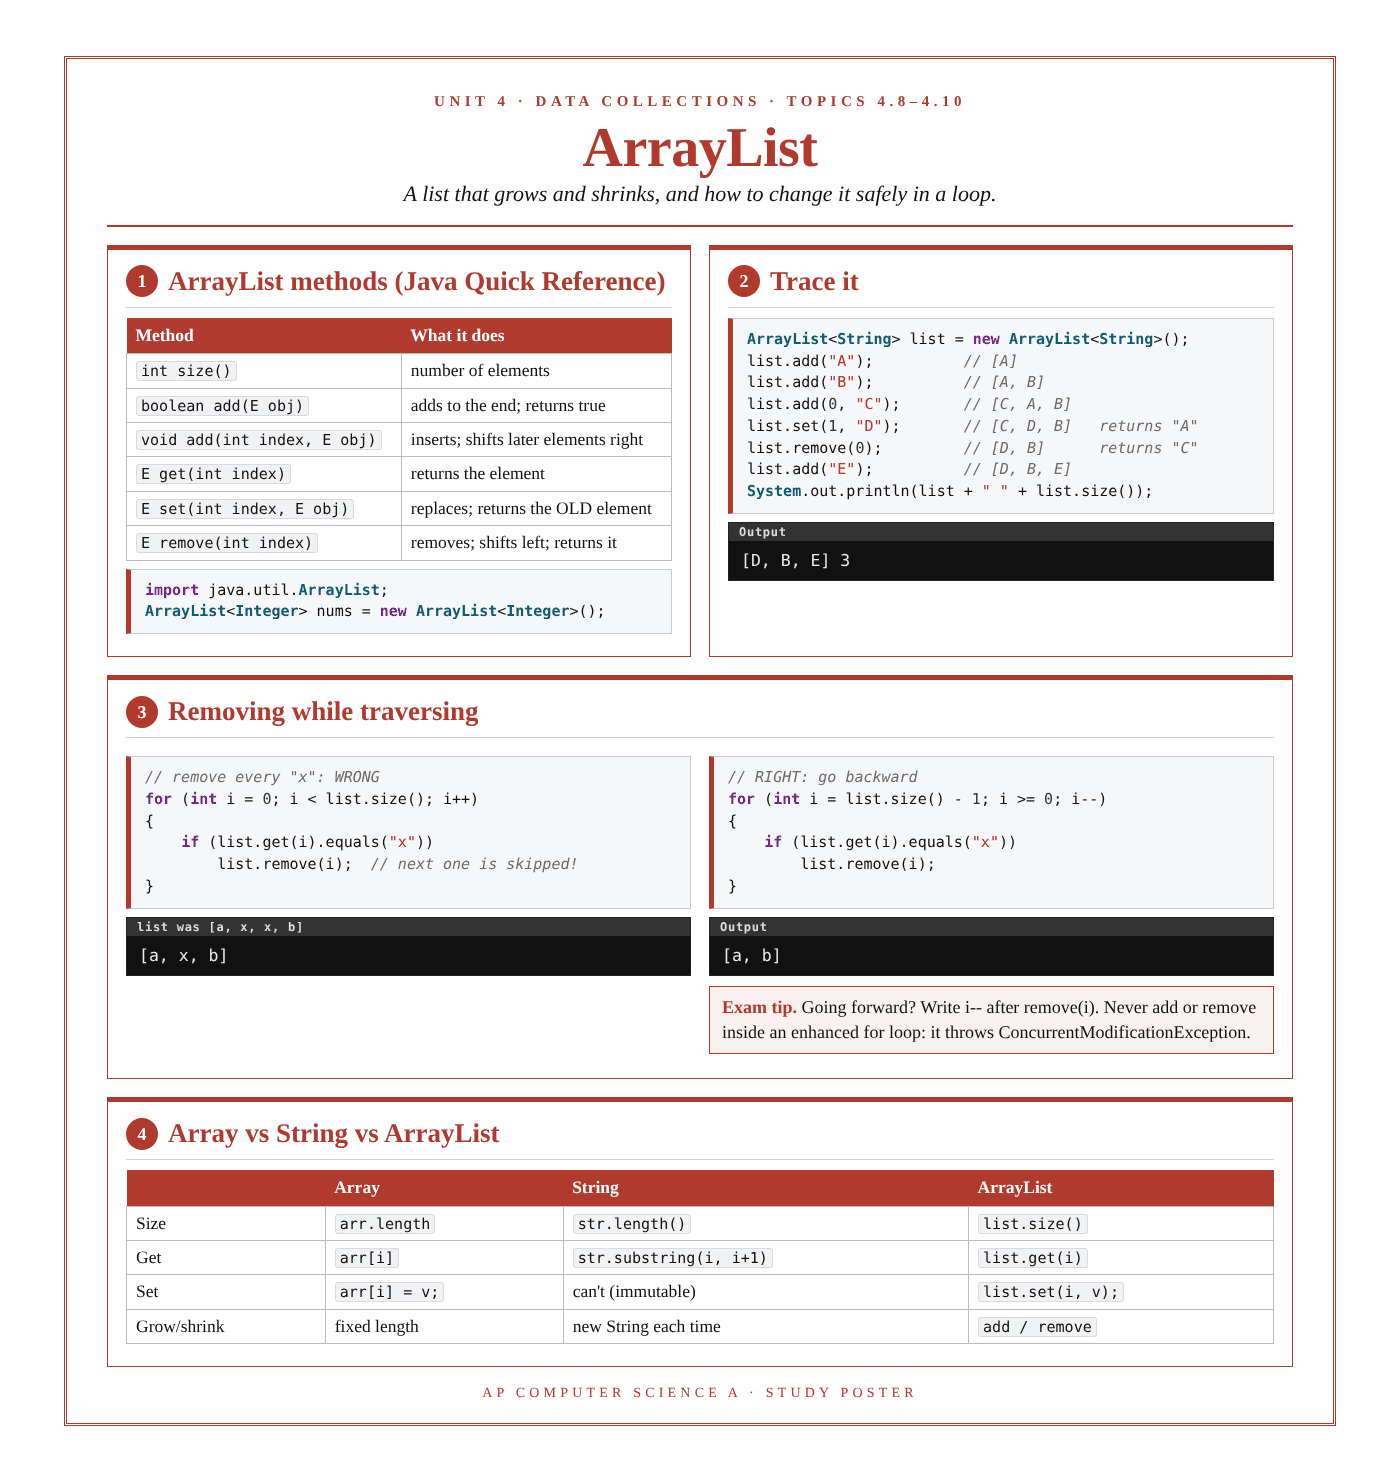 UNIT 4 · DATA COLLECTIONS · TOPICS 4.8–4.10
ArrayList
A list that grows and shrinks, and how to change it safely in a loop.
1 ArrayList methods (Java Quick Reference)
Method What it does
int size() number of elements
boolean add(E obj) adds to the end; returns true
void add(int index, E obj) inserts; shifts later elements right
E get(int index) returns the element
E set(int index, E obj) replaces; returns the OLD element
E remove(int index) removes; shifts left; returns it
import java.util.ArrayList;
ArrayList<Integer> nums = new ArrayList<Integer>();
2 Trace it
ArrayList<String> list = new ArrayList<String>();
list.add("A");          // [A]
list.add("B");          // [A, B]
list.add(0, "C");       // [C, A, B]
list.set(1, "D");       // [C, D, B]   returns "A"
list.remove(0);         // [D, B]      returns "C"
list.add("E");          // [D, B, E]
System.out.println(list + " " + list.size());
Output
[D, B, E] 3
3 Removing while traversing
// remove every "x": WRONG
for (int i = 0; i < list.size(); i++)
{
    if (list.get(i).equals("x"))
        list.remove(i);  // next one is skipped!
}
list was [a, x, x, b]
[a, x, b]
// RIGHT: go backward
for (int i = list.size() - 1; i >= 0; i--)
{
    if (list.get(i).equals("x"))
        list.remove(i);
}
Output
[a, b]
Exam tip. Going forward? Write i-- after remove(i). Never add or remove
inside an enhanced for loop: it throws ConcurrentModificationException.
4 Array vs String vs ArrayList
Array String ArrayList
Size arr.length str.length() list.size()
Get arr[i] str.substring(i, i+1) list.get(i)
Set arr[i] = v; can't (immutable) list.set(i, v);
Grow/shrink fixed length new String each time add / remove
AP COMPUTER SCIENCE A · STUDY POSTER